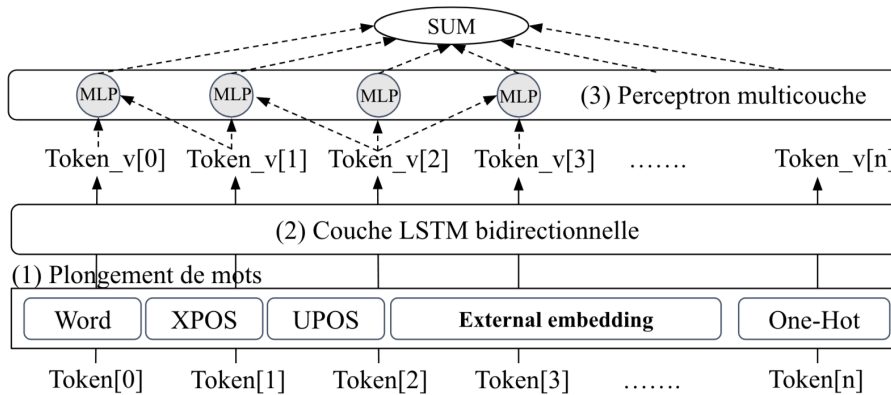 SUM
MLP MLP MLP MLP (3) Perceptron multicouche
Token_v[0] Token_v[1] Token_v[2] Token_v[3] ....... Token_v[n]
(2) Couche LSTM bidirectionnelle
(1) Plongement de mots
Word XPOS UPOS External embedding One-Hot
Token[0] Token[1] Token[2] Token[3] ....... Token[n]